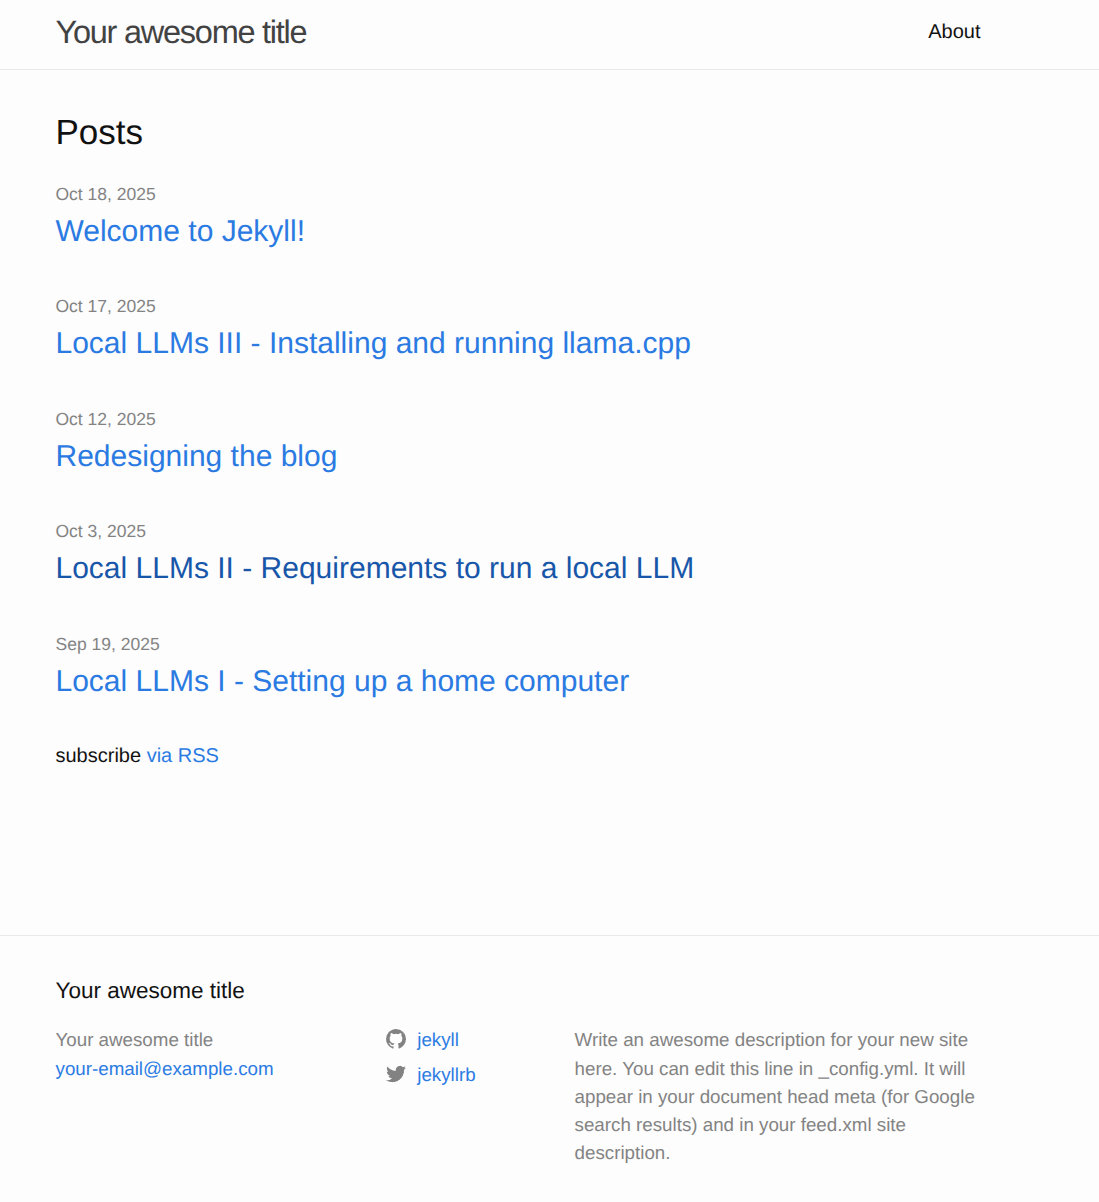 Your awesome title
About
Posts
Oct 18, 2025
Welcome to Jekyll!
Oct 17, 2025
Local LLMs III - Installing and running llama.cpp
Oct 12, 2025
Redesigning the blog
Oct 3, 2025
Local LLMs II - Requirements to run a local LLM
Sep 19, 2025
Local LLMs I - Setting up a home computer
subscribe via RSS
Your awesome title
Your awesome title
your-email@example.com
jekyll
jekyllrb
Write an awesome description for your new site
here. You can edit this line in _config.yml. It will
appear in your document head meta (for Google
search results) and in your feed.xml site
description.